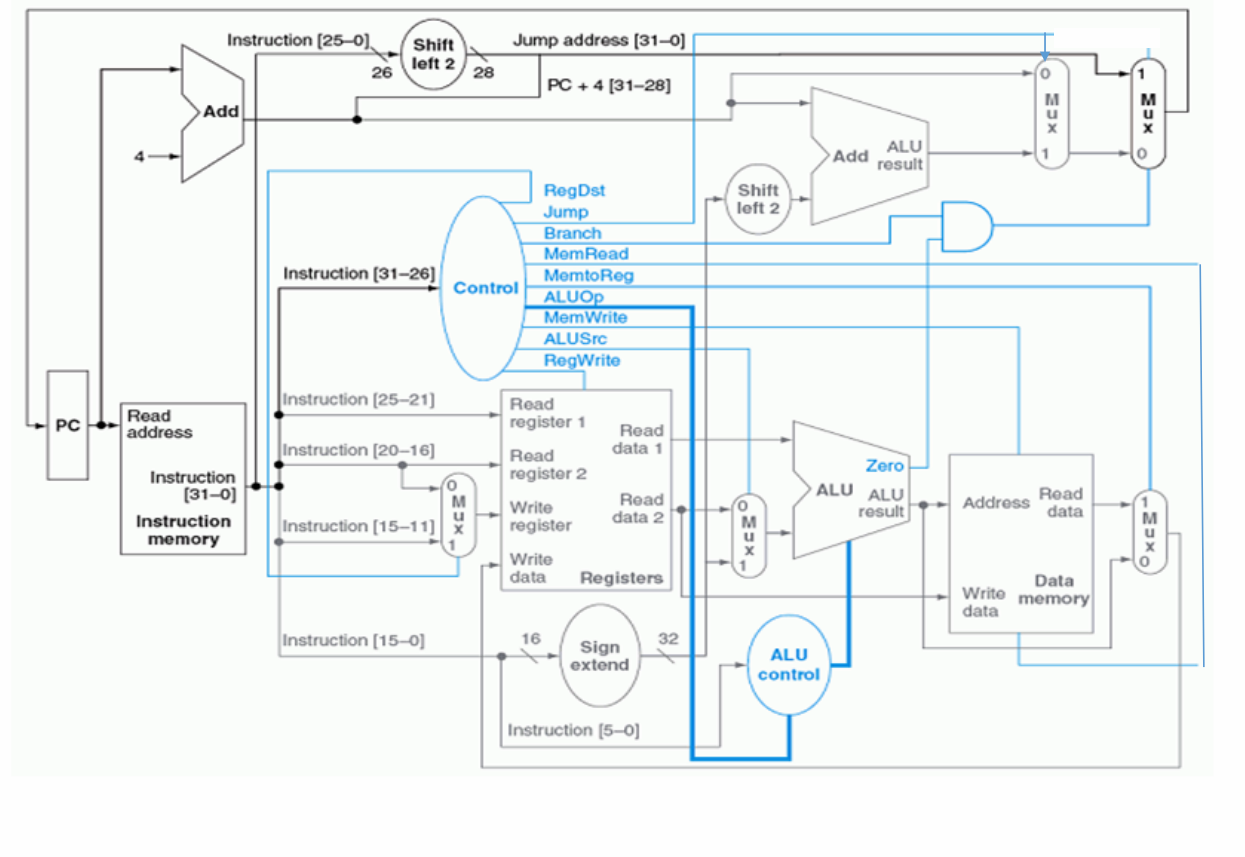 Instruction [25–0]
Shift
left 2
Jump address [31–0]
26
28
PC + 4 [31–28]
Add
4
0
M
u
x
1
1
M
u
x
0
Add
ALU
result
Shift
left 2
RegDst
Jump
Branch
MemRead
MemtoReg
ALUOp
MemWrite
ALUSrc
RegWrite
Instruction [31–26]
Control
PC
Read
address
Instruction
[31–0]
Instruction
memory
Instruction [25–21]
Instruction [20–16]
Instruction [15–11]
0
M
u
x
1
Read
register 1
Read
register 2
Write
register
Write
data
Read
data 1
Read
data 2
Registers
0
M
u
x
1
Zero
ALU
ALU
result
Address
Read
data
Write
data
Data
memory
1
M
u
x
0
Instruction [15–0]
16
Sign
extend
32
ALU
control
Instruction [5–0]